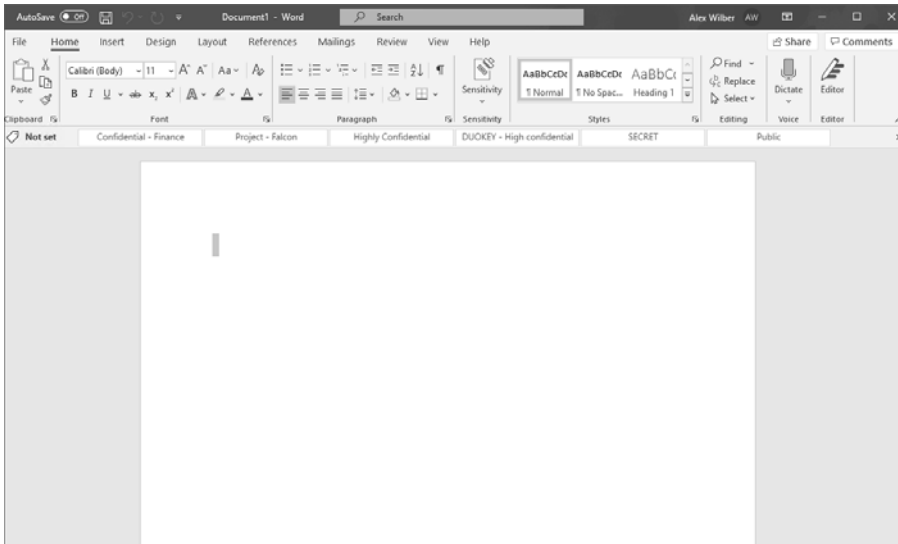 AutoSave Off Document1 - Word Search Alex Wilber AW
File Home Insert Design Layout References Mailings Review View Help Share Comments
Calibri (Body) 11 A A Aa A Find
Paste AaBbCcDc AaBbCcDc AaBbCc Replace
B I U ab x, x² A A Sensitivity ¶ Normal ¶ No Spac... Heading 1 Select Dictate Editor
Clipboard Font Paragraph Sensitivity Styles Editing Voice Editor
Not set Confidential - Finance Project - Falcon Highly Confidential DUOKEY - High confidential SECRET Public